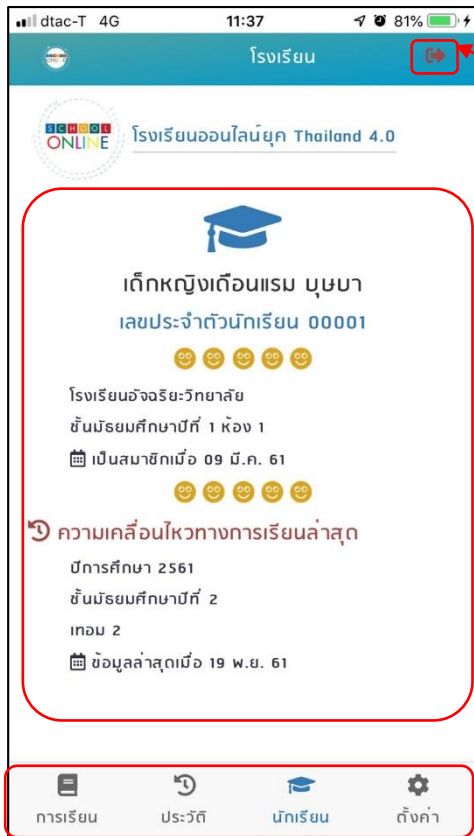 dtac-T 4G 11:37 81%
โรงเรียน
SCHOOL
ONLINE
โรงเรียนออนไลน์ยุค Thailand 4.0
เด็กหญิงเดือนแรม บุษบา
เลขประจำตัวนักเรียน 00001
โรงเรียนอัจฉริยะวิทยาลัย
ชั้นมัธยมศึกษาปีที่ 1 ห้อง 1
เป็นสมาชิกเมื่อ 09 มี.ค. 61
ความเคลื่อนไหวทางการเรียนล่าสุด
ปีการศึกษา 2561
ชั้นมัธยมศึกษาปีที่ 2
เทอม 2
ข้อมูลล่าสุดเมื่อ 19 พ.ย. 61
การเรียน ประวัติ นักเรียน ตั้งค่า